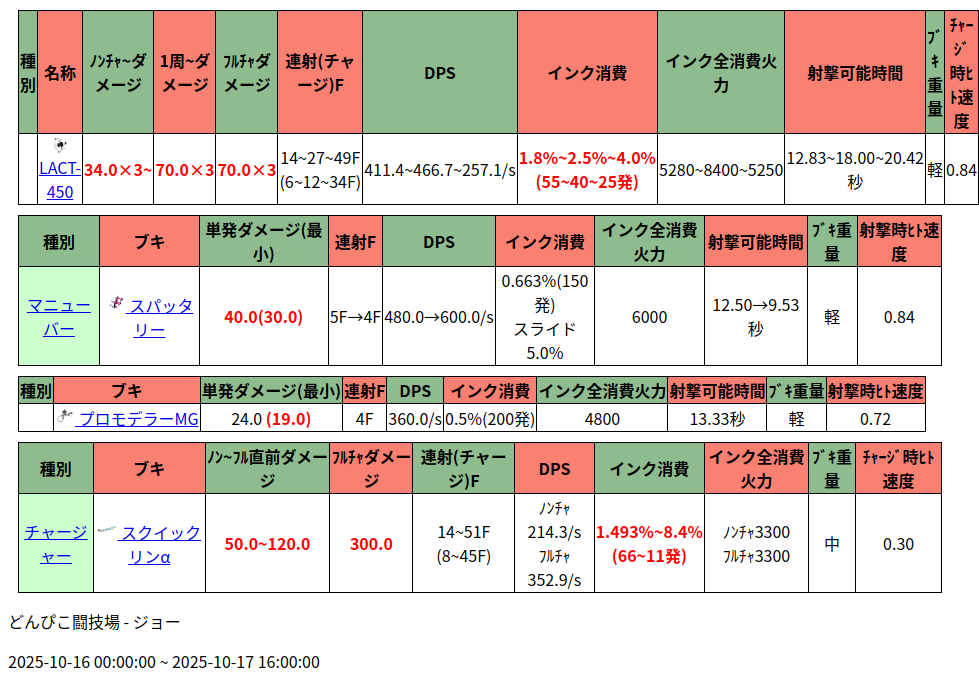 種別 名称 ﾉﾝﾁｬ~ダメージ 1周~ダメージ ﾌﾙﾁｬダメージ 連射(チャージ)F DPS インク消費 インク全消費火力 射撃可能時間 ﾌﾞｷ重量 ﾁｬｰｼﾞ時ﾋﾄ速度
LACT-450 34.0×3~ 70.0×3 70.0×3 14~27~49F (6~12~34F) 411.4~466.7~257.1/s 1.8%~2.5%~4.0% (55~40~25発) 5280~8400~5250 12.83~18.00~20.42秒 軽 0.84
種別 ブキ 単発ダメージ(最小) 連射F DPS インク消費 インク全消費火力 射撃可能時間 ﾌﾞｷ重量 射撃時ﾋﾄ速度
マニューバー スパッタリー 40.0(30.0) 5F→4F 480.0→600.0/s 0.663%(150発) スライド 5.0% 6000 12.50→9.53秒 軽 0.84
種別 ブキ 単発ダメージ(最小) 連射F DPS インク消費 インク全消費火力 射撃可能時間 ﾌﾞｷ重量 射撃時ﾋﾄ速度
プロモデラーMG 24.0 (19.0) 4F 360.0/s 0.5%(200発) 4800 13.33秒 軽 0.72
種別 ブキ ﾉﾝ~ﾌﾙ直前ダメージ ﾌﾙﾁｬダメージ 連射(チャージ)F DPS インク消費 インク全消費火力 ﾌﾞｷ重量 ﾁｬｰｼﾞ時ﾋﾄ速度
チャージャー スクイックリンα 50.0~120.0 300.0 14~51F (8~45F) ﾉﾝﾁｬ 214.3/s ﾌﾙﾁｬ 352.9/s 1.493%~8.4% (66~11発) ﾉﾝﾁｬ3300 ﾌﾙﾁｬ3300 中 0.30
どんぴこ闘技場 - ジョー
2025-10-16 00:00:00 ~ 2025-10-17 16:00:00